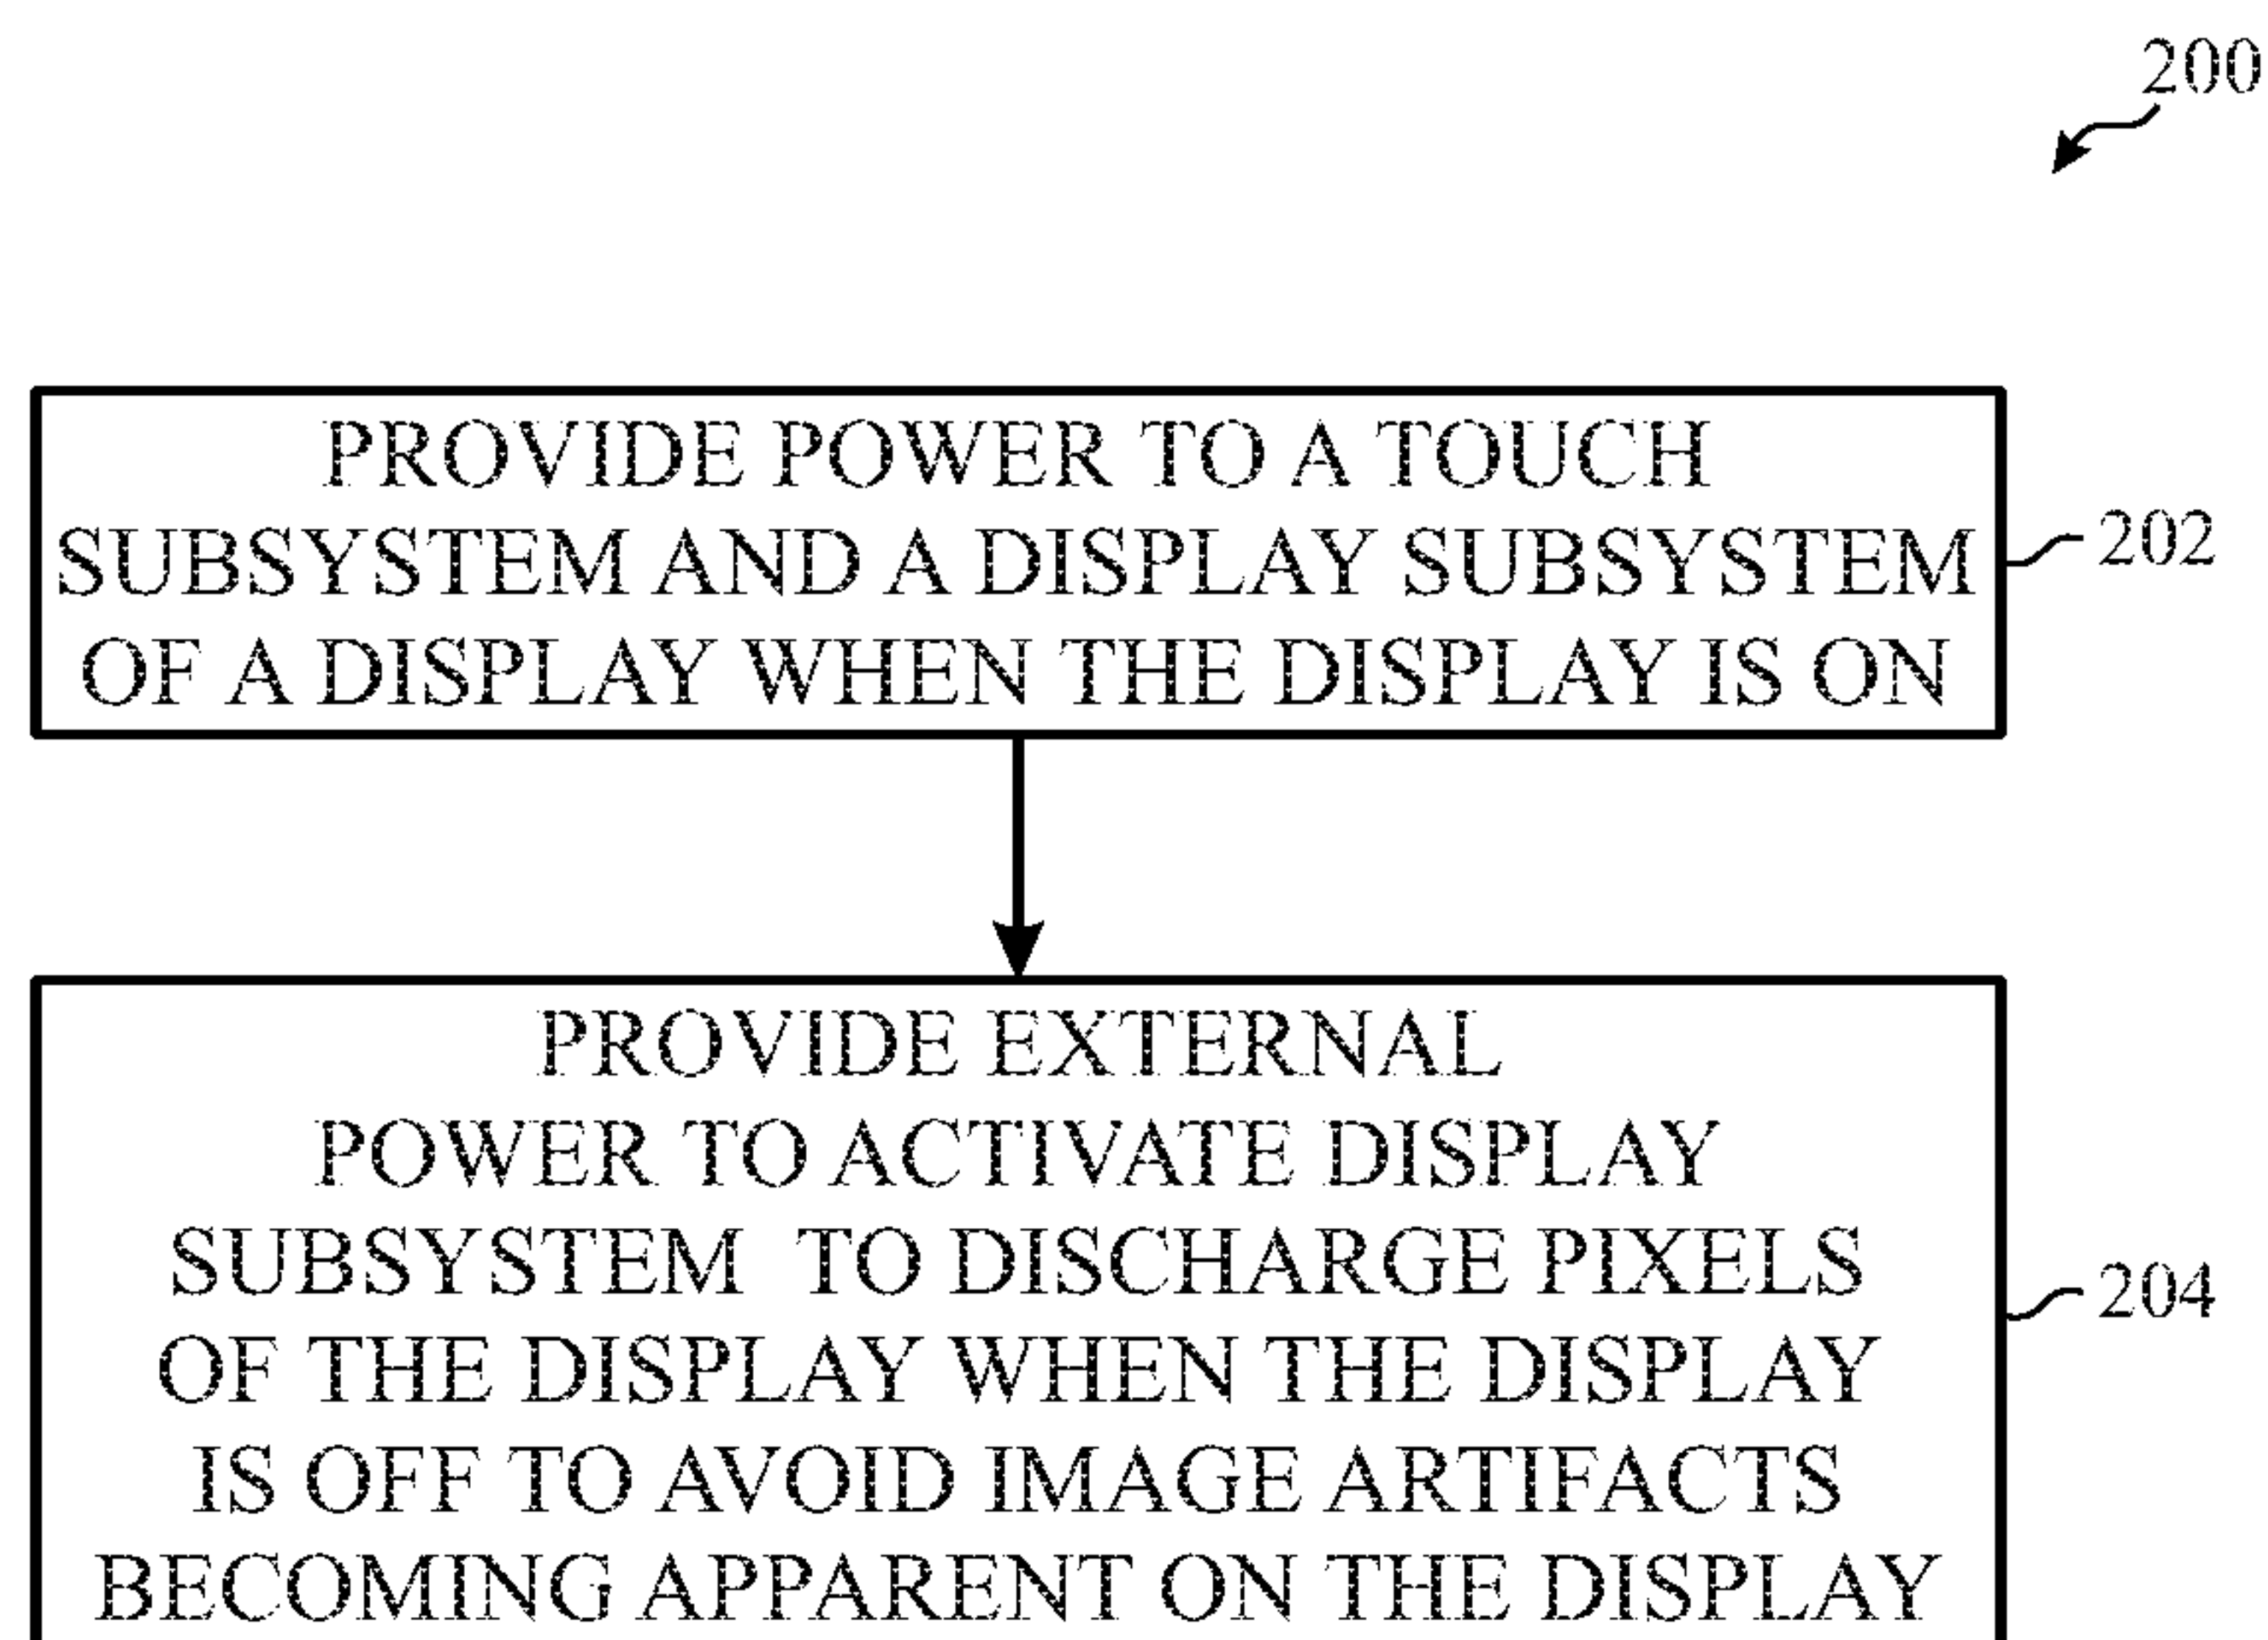 200
PROVIDE POWER TO A TOUCH
SUBSYSTEM AND A DISPLAY SUBSYSTEM
OF A DISPLAY WHEN THE DISPLAY IS ON
202
PROVIDE EXTERNAL
POWER TO ACTIVATE DISPLAY
SUBSYSTEM TO DISCHARGE PIXELS
OF THE DISPLAY WHEN THE DISPLAY
IS OFF TO AVOID IMAGE ARTIFACTS
BECOMING APPARENT ON THE DISPLAY
204